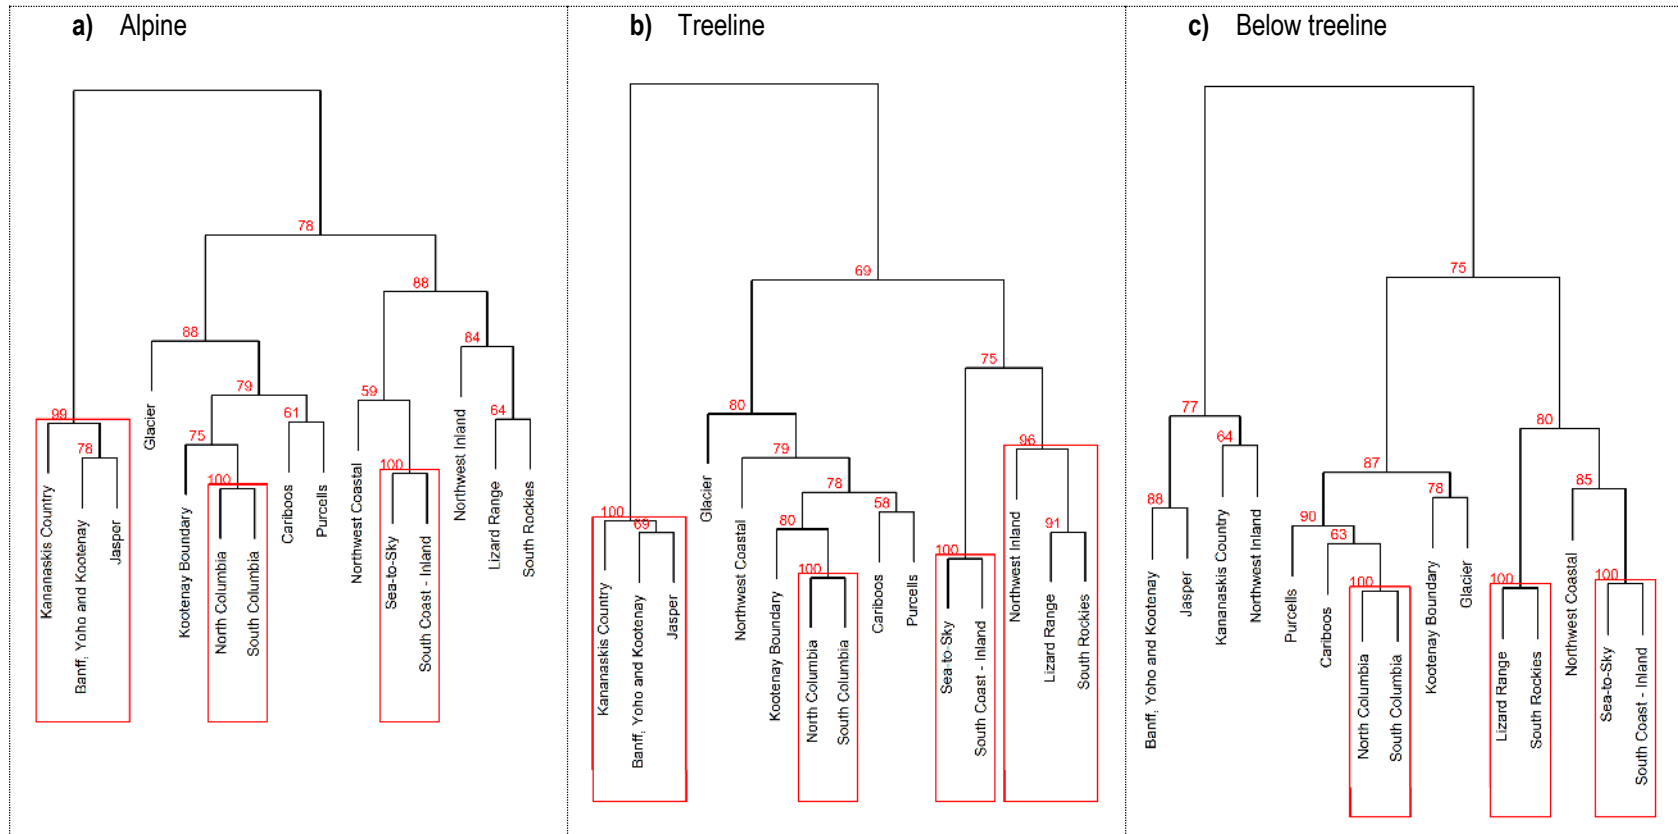 a) Alpine
78
88
88
84
79
59
99
61
64
75
78
100
100
Kananaskis Country
Banff, Yoho and Kootenay
Jasper
Glacier
Kootenay Boundary
North Columbia
South Columbia
Cariboos
Purcells
Northwest Coastal
Sea-to-Sky
South Coast - Inland
Northwest Inland
Lizard Range
South Rockies
b) Treeline
69
75
80
96
79
78
58
100
69
80
91
100
100
Kananaskis Country
Banff, Yoho and Kootenay
Jasper
Glacier
Northwest Coastal
Kootenay Boundary
North Columbia
South Columbia
Cariboos
Purcells
Sea-to-Sky
South Coast - Inland
Northwest Inland
Lizard Range
South Rockies
c) Below treeline
75
77
80
64
87
85
88
78
90
63
100
100
100
Banff, Yoho and Kootenay
Jasper
Kananaskis Country
Northwest Inland
Purcells
Cariboos
North Columbia
South Columbia
Kootenay Boundary
Glacier
Lizard Range
South Rockies
Northwest Coastal
Sea-to-Sky
South Coast - Inland